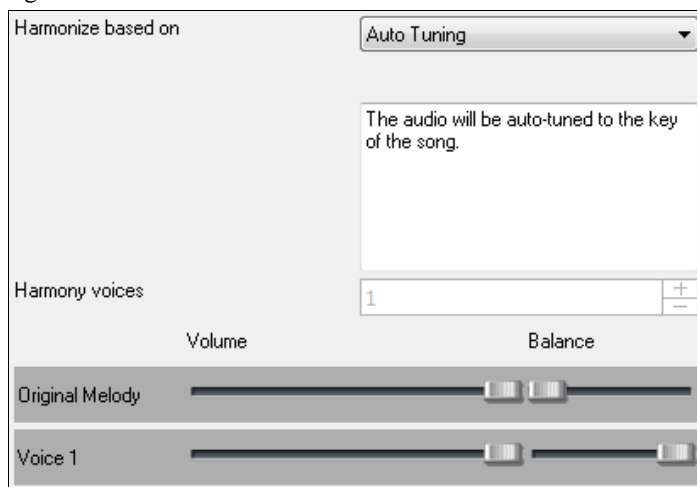 Harmonize based on
Auto Tuning
The audio will be auto-tuned to the key
of the song.
Harmony voices
1
Volume
Balance
Original Melody
Voice 1